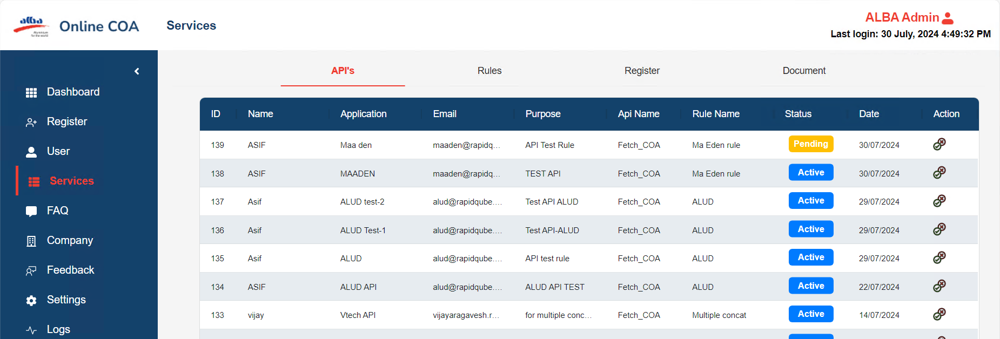 alba
Aluminium
for the world
Online COA
Services
ALBA Admin
Last login: 30 July, 2024 4:49:32 PM
Dashboard
Register
User
Services
FAQ
Company
Feedback
Settings
Logs
API's Rules Register Document
ID Name Application Email Purpose Api Name Rule Name Status Date Action
139 ASIF Maa den maaden@rapidq... API Test Rule Fetch_COA Ma Eden rule Pending 30/07/2024
138 ASIF MAADEN maaden@rapidq... TEST API Fetch_COA Ma Eden rule Active 30/07/2024
137 Asif ALUD test-2 alud@rapidqube.... Test API ALUD Fetch_COA ALUD Active 29/07/2024
136 Asif ALUD Test-1 alud@rapidqube.... Test API-ALUD Fetch_COA ALUD Active 29/07/2024
135 Asif ALUD alud@rapidqube.... API test rule Fetch_COA ALUD Active 29/07/2024
134 ASIF ALUD API alud@rapidqube.... ALUD API TEST Fetch_COA ALUD Active 22/07/2024
133 vijay Vtech API vijayaragavesh.r... for multiple conc... Fetch_COA Multiple concat Active 14/07/2024